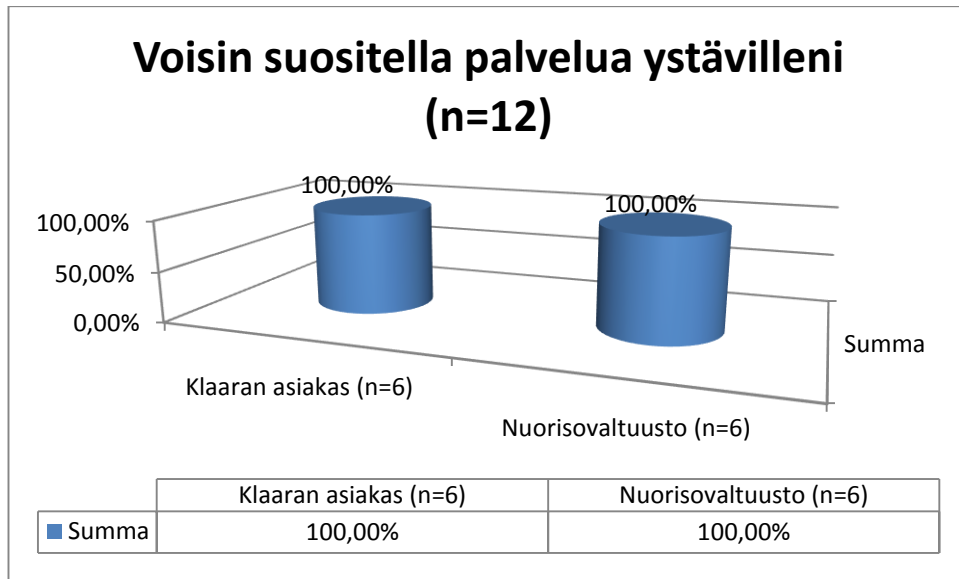 Voisin suositella palvelua ystävilleni
(n=12)
100,00%
100,00%
100,00%
50,00%
0,00%
Summa
Klaaran asiakas (n=6)
Nuorisovaltuusto (n=6)
Klaaran asiakas (n=6) Nuorisovaltuusto (n=6)
Summa 100,00% 100,00%